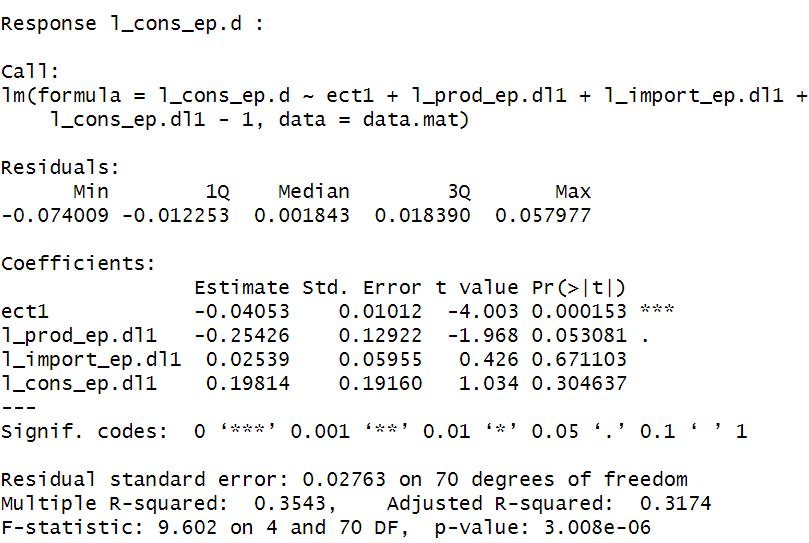 Response l_cons_ep.d :
Call:
lm(formula = l_cons_ep.d ~ ect1 + l_prod_ep.dl1 + l_import_ep.dl1 +
l_cons_ep.dl1 - 1, data = data.mat)
Residuals:
Min 1Q Median 3Q Max
-0.074009 -0.012253 0.001843 0.018390 0.057977
Coefficients:
Estimate Std. Error t value Pr(>|t|)
ect1 -0.04053 0.01012 -4.003 0.000153 ***
l_prod_ep.dl1 -0.25426 0.12922 -1.968 0.053081 .
l_import_ep.dl1 0.02539 0.05955 0.426 0.671103
l_cons_ep.dl1 0.19814 0.19160 1.034 0.304637
---
Signif. codes: 0 ‘***’ 0.001 ‘**’ 0.01 ‘*’ 0.05 ‘.’ 0.1 ‘ ’ 1
Residual standard error: 0.02763 on 70 degrees of freedom
Multiple R-squared: 0.3543, Adjusted R-squared: 0.3174
F-statistic: 9.602 on 4 and 70 DF, p-value: 3.008e-06